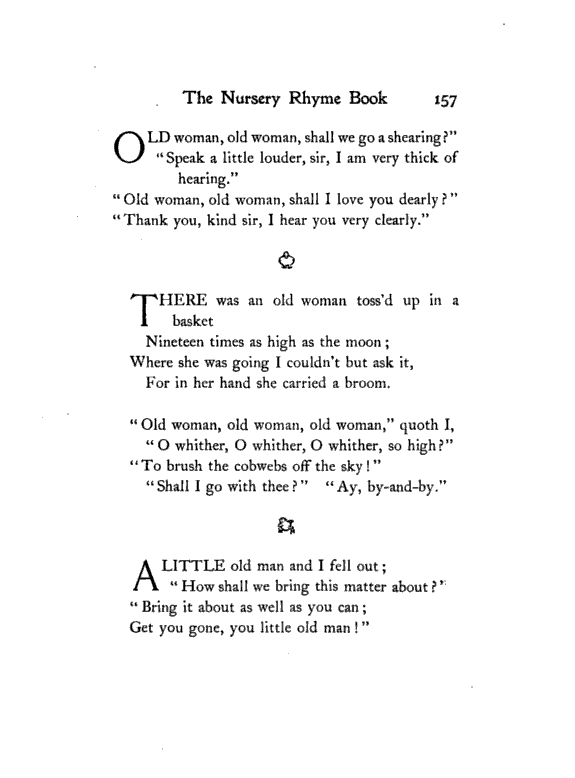 The Nursery Rhyme Book 157
OLD woman, old woman, shall we go a shearing?"
"Speak a little louder, sir, I am very thick of
hearing."
"Old woman, old woman, shall I love you dearly?"
"Thank you, kind sir, I hear you very clearly."
THERE was an old woman toss'd up in a
basket
Nineteen times as high as the moon;
Where she was going I couldn't but ask it,
For in her hand she carried a broom.
"Old woman, old woman, old woman," quoth I,
"O whither, O whither, O whither, so high?"
"To brush the cobwebs off the sky!"
"Shall I go with thee?" "Ay, by-and-by."
A LITTLE old man and I fell out;
"How shall we bring this matter about?"
"Bring it about as well as you can;
Get you gone, you little old man!"